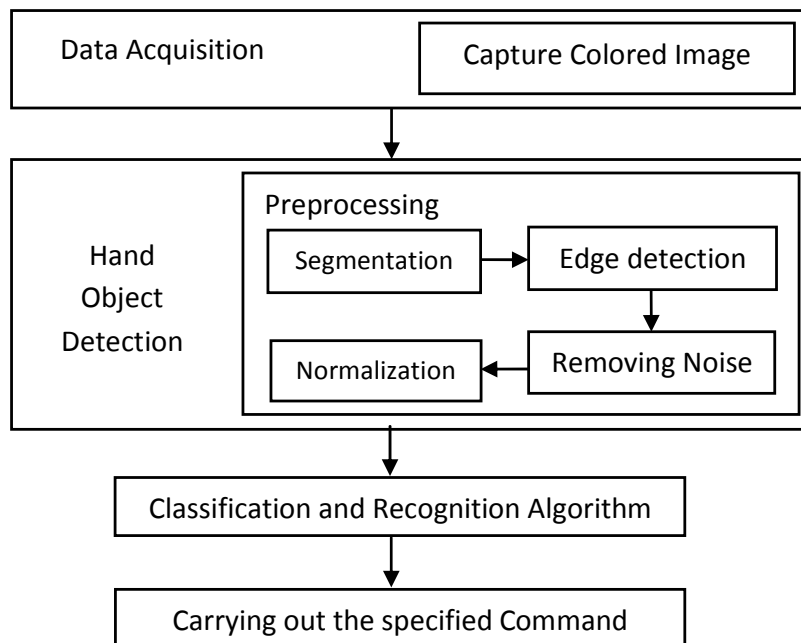 Data Acquisition
Capture Colored Image
Hand
Object
Detection
Preprocessing
Segmentation
Edge detection
Removing Noise
Normalization
Classification and Recognition Algorithm
Carrying out the specified Command